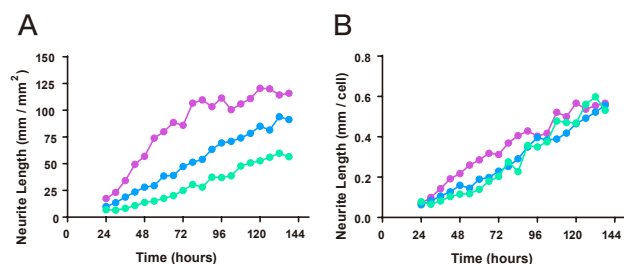 A
Neurite Length (mm / mm²)
150
125
100
75
50
25
0
0 24 48 72 96 120 144
Time (hours)
B
Neurite Length (mm / cell)
0.8
0.6
0.4
0.2
0.0
0 24 48 72 96 120 144
Time (hours)